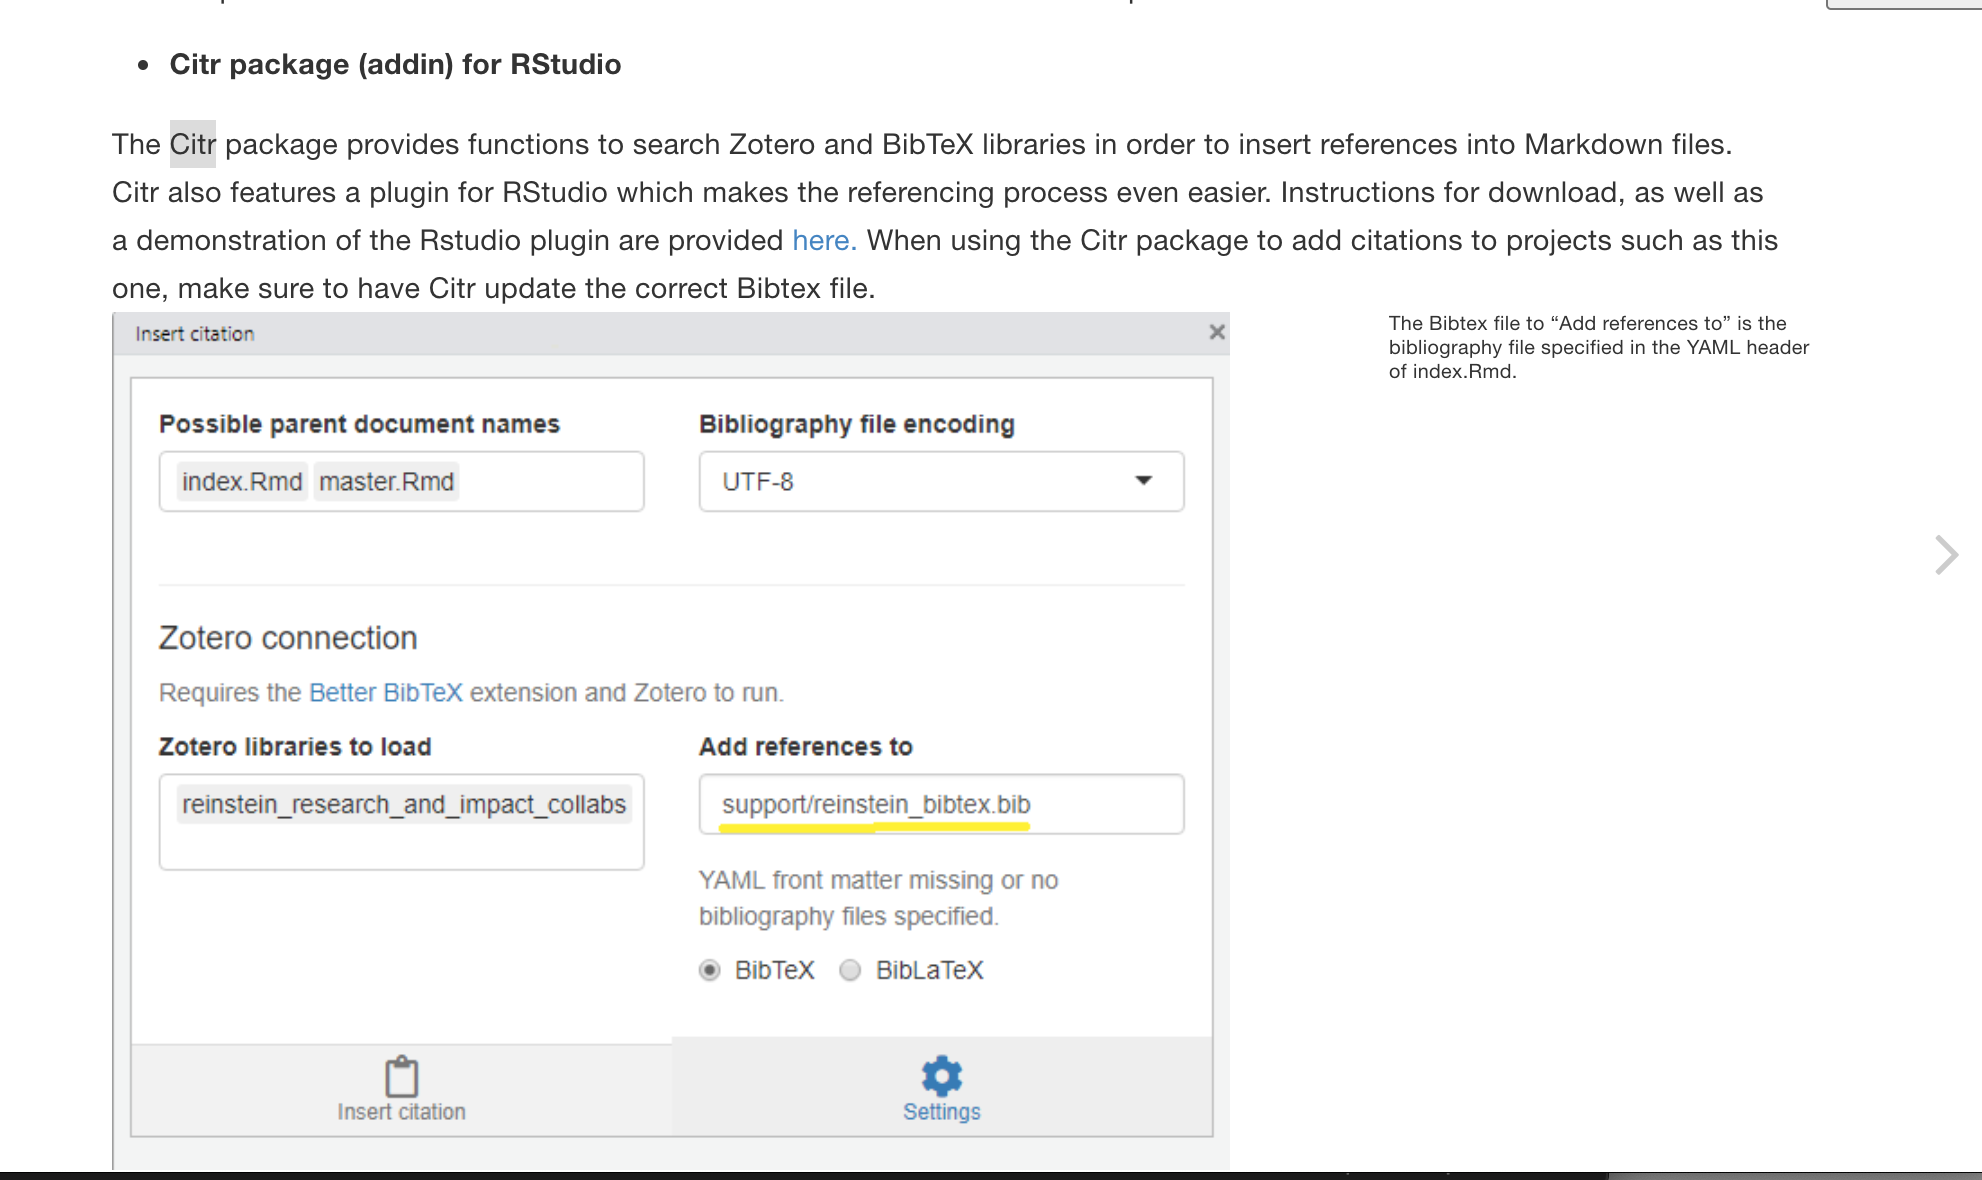 Citr package (addin) for RStudio
The Citr package provides functions to search Zotero and BibTeX libraries in order to insert references into Markdown files.
Citr also features a plugin for RStudio which makes the referencing process even easier. Instructions for download, as well as
a demonstration of the Rstudio plugin are provided here. When using the Citr package to add citations to projects such as this
one, make sure to have Citr update the correct Bibtex file.
The Bibtex file to “Add references to” is the
bibliography file specified in the YAML header
of index.Rmd.
Insert citation
Possible parent document names
index.Rmd master.Rmd
Bibliography file encoding
UTF-8
Zotero connection
Requires the Better BibTeX extension and Zotero to run.
Zotero libraries to load
reinstein_research_and_impact_collabs
Add references to
support/reinstein_bibtex.bib
YAML front matter missing or no
bibliography files specified.
BibTeX BibLaTeX
Insert citation
Settings